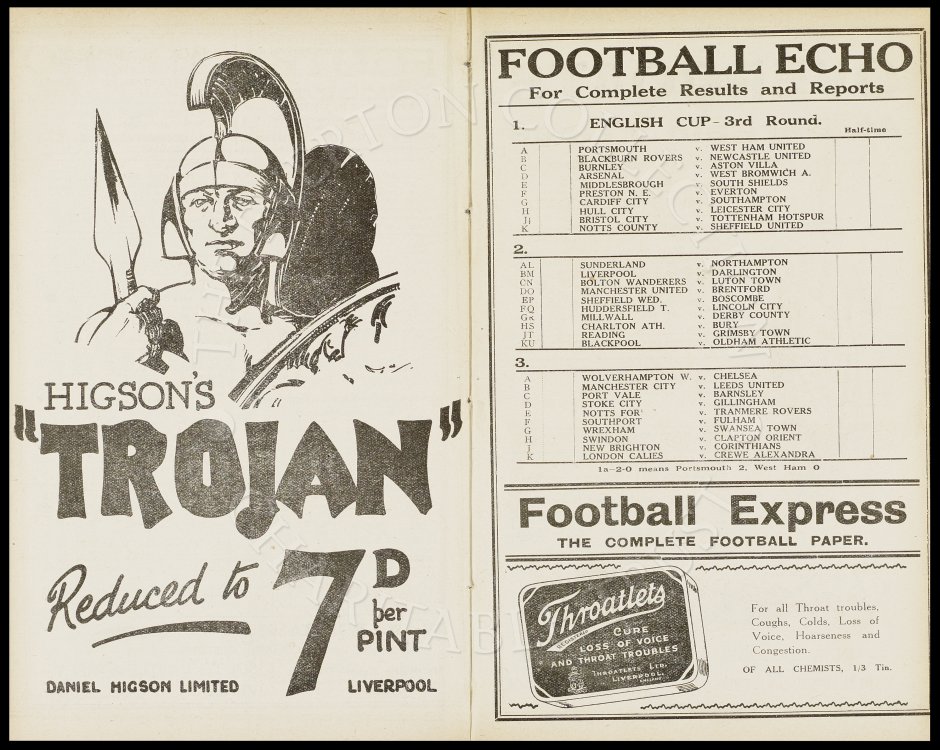 HIGSON'S
"TROJAN"
Reduced to 7D
per
PINT
DANIEL HIGSON LIMITED LIVERPOOL
FOOTBALL ECHO
For Complete Results and Reports
1. ENGLISH CUP - 3rd Round. Half-time
A PORTSMOUTH v. WEST HAM UNITED
B BLACKBURN ROVERS v. NEWCASTLE UNITED
C BURNLEY v. ASTON VILLA
D ARSENAL v. WEST BROMWICH A.
E MIDDLESBROUGH v. SOUTH SHIELDS
F PRESTON N. E. v. EVERTON
G CARDIFF CITY v. SOUTHAMPTON
H HULL CITY v. LEICESTER CITY
J BRISTOL CITY v. TOTTENHAM HOTSPUR
K NOTTS COUNTY v. SHEFFIELD UNITED
2.
AL SUNDERLAND v. NORTHAMPTON
BM LIVERPOOL v. DARLINGTON
CN BOLTON WANDERERS v. LUTON TOWN
DO MANCHESTER UNITED v. BRENTFORD
EP SHEFFIELD WED. v. BOSCOMBE
FQ HUDDERSFIELD T. v. LINCOLN CITY
MILLWALL v. DERBY COUNTY
HS CHARLTON ATH. v. BURY
JT READING v. GRIMSBY TOWN
KU BLACKPOOL v. OLDHAM ATHLETIC
3.
A WOLVERHAMPTON W. v. CHELSEA
B MANCHESTER CITY v. LEEDS UNITED
C PORT VALE v. BARNSLEY
D STOKE CITY v. GILLINGHAM
E NOTTS FOR v. TRANMERE ROVERS
F SOUTHPORT v. FULHAM
G WREXHAM v. SWANSEA TOWN
H SWINDON v. CLAPTON ORIENT
J NEW BRIGHTON v. CORINTHIANS
K LONDON CALIES v. CREWE ALEXANDRA
1a-2-0 means Portsmouth 2, West Ham 0
Football Express
THE COMPLETE FOOTBALL PAPER.
Throatlets
REGISTERED
CURE
LOSS OF VOICE
AND THROAT TROUBLES
THROATLETS LTD.
LIVERPOOL.
ENGLAND.
For all Throat troubles,
Coughs, Colds, Loss of
Voice, Hoarseness and
Congestion.
OF ALL CHEMISTS, 1/3 Tin.